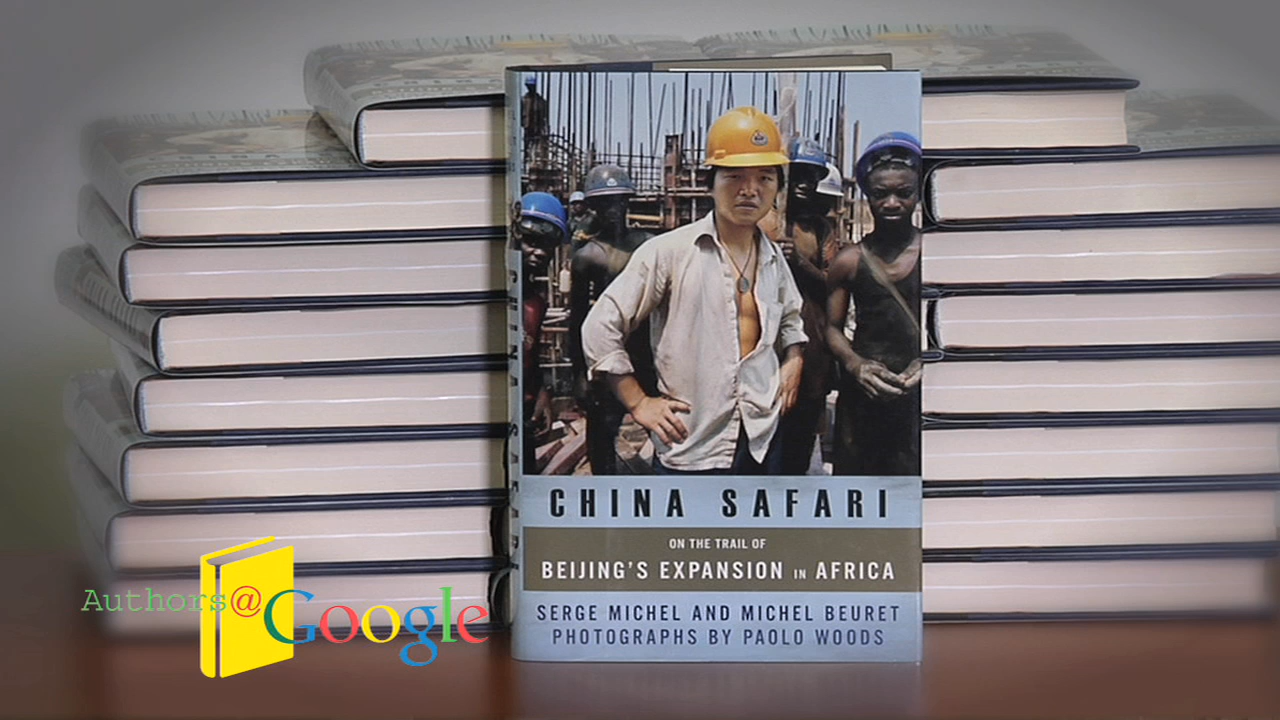 CHINA SAFARI
ON THE TRAIL OF
BEIJING'S EXPANSION IN AFRICA
SERGE MICHEL AND MICHEL BEURET
PHOTOGRAPHS BY PAOLO WOODS
Authors@Google